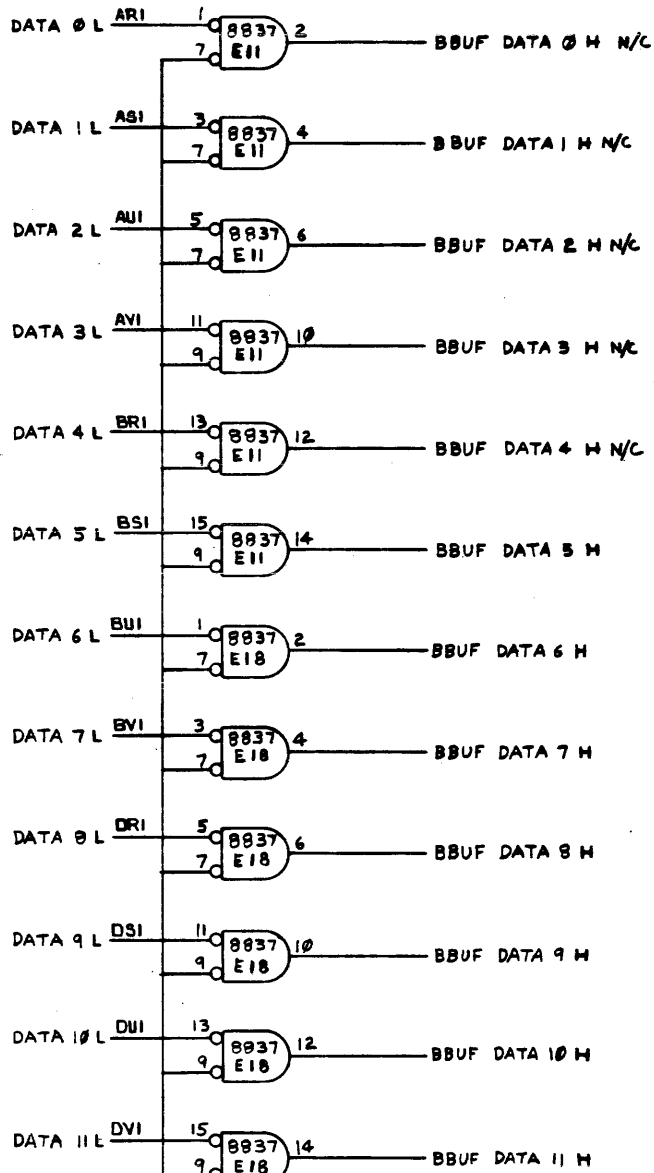 DATA Ø L AR1 1 8837 2 BBUF DATA Ø H N/C
7 E11
DATA 1 L AS1 3 8837 4 BBUF DATA 1 H N/C
7 E11
DATA 2 L AU1 5 8837 6 BBUF DATA 2 H N/C
7 E11
DATA 3 L AV1 11 8837 1Ø BBUF DATA 3 H N/C
9 E11
DATA 4 L BR1 13 8837 12 BBUF DATA 4 H N/C
9 E11
DATA 5 L BS1 15 8837 14 BBUF DATA 5 H
9 E11
DATA 6 L BU1 1 8837 2 BBUF DATA 6 H
7 E18
DATA 7 L BV1 3 8837 4 BBUF DATA 7 H
7 E18
DATA 8 L DR1 5 8837 6 BBUF DATA 8 H
7 E18
DATA 9 L DS1 11 8837 10 BBUF DATA 9 H
9 E18
DATA 1Ø L DU1 13 8837 12 BBUF DATA 1Ø H
9 E18
DATA 11 L DV1 15 8837 14 BBUF DATA 11 H
9 E18